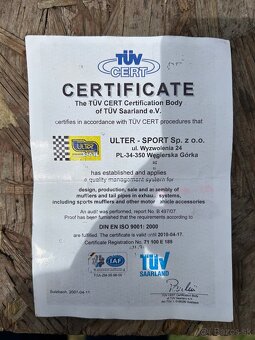 TÜV
CERT
CERTIFICATE
The TÜV CERT Certification Body
of TÜV Saarland e.V.
certifies in accordance with TÜV CERT procedures that
ULTER
SPORT
ULTER - SPORT Sp. z o.o.
ul. Wyzwolenia 24
PL-34-350 Węgierska Górka
has established and applies
a quality management system for
design, production, sale and assembly of
mufflers and tail pipes in exhaust systems,
including sports mufflers and other motor vehicle accessories
An audit was performed, report No.
Proof has been furnished that the requirements according to
DIN EN ISO 9001: 2000
are fulfilled. The certificate is valid until 2010-04-17
Certificate Registration No. 71 100 E 189
IAF
TÜV
SAARLAND
Sulzbach, 2007-04-
bazos.sk